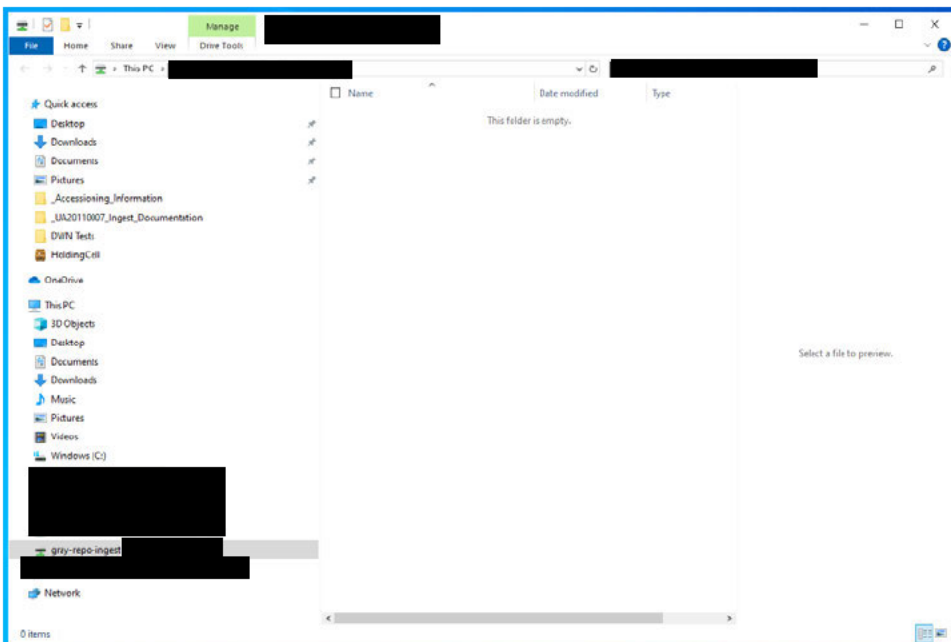 Manage
File Home Share View Drive Tools
This PC
Name Date modified Type
This folder is empty.
Quick access
Desktop
Downloads
Documents
Pictures
_Accessioning_Information
_UA20110007_Ingest_Documentation
DWN Tests
HoldingCell
OneDrive
This PC
3D Objects
Desktop
Documents
Downloads
Music
Pictures
Videos
Windows (C:)
gray-repo-ingest
Network
Select a file to preview.
0 items